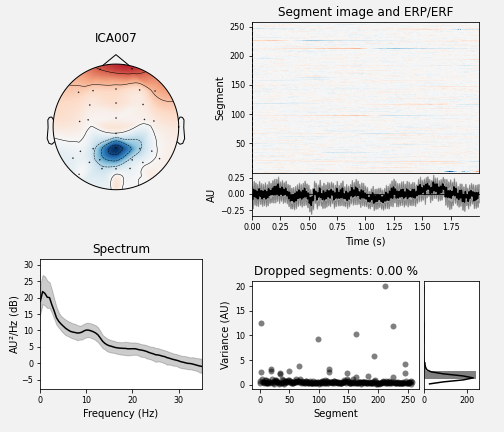 ICA007
Segment image and ERP/ERF
Segment
250
200
150
100
50
AU
0.25
0.00
−0.25
0.00 0.25 0.50 0.75 1.00 1.25 1.50 1.75
Time (s)
Spectrum
AU²/Hz (dB)
30
25
20
15
10
5
0
−5
0 10 20 30
Frequency (Hz)
Dropped segments: 0.00 %
Variance (AU)
20
15
10
5
0
0 50 100 150 200 250
Segment
0 200